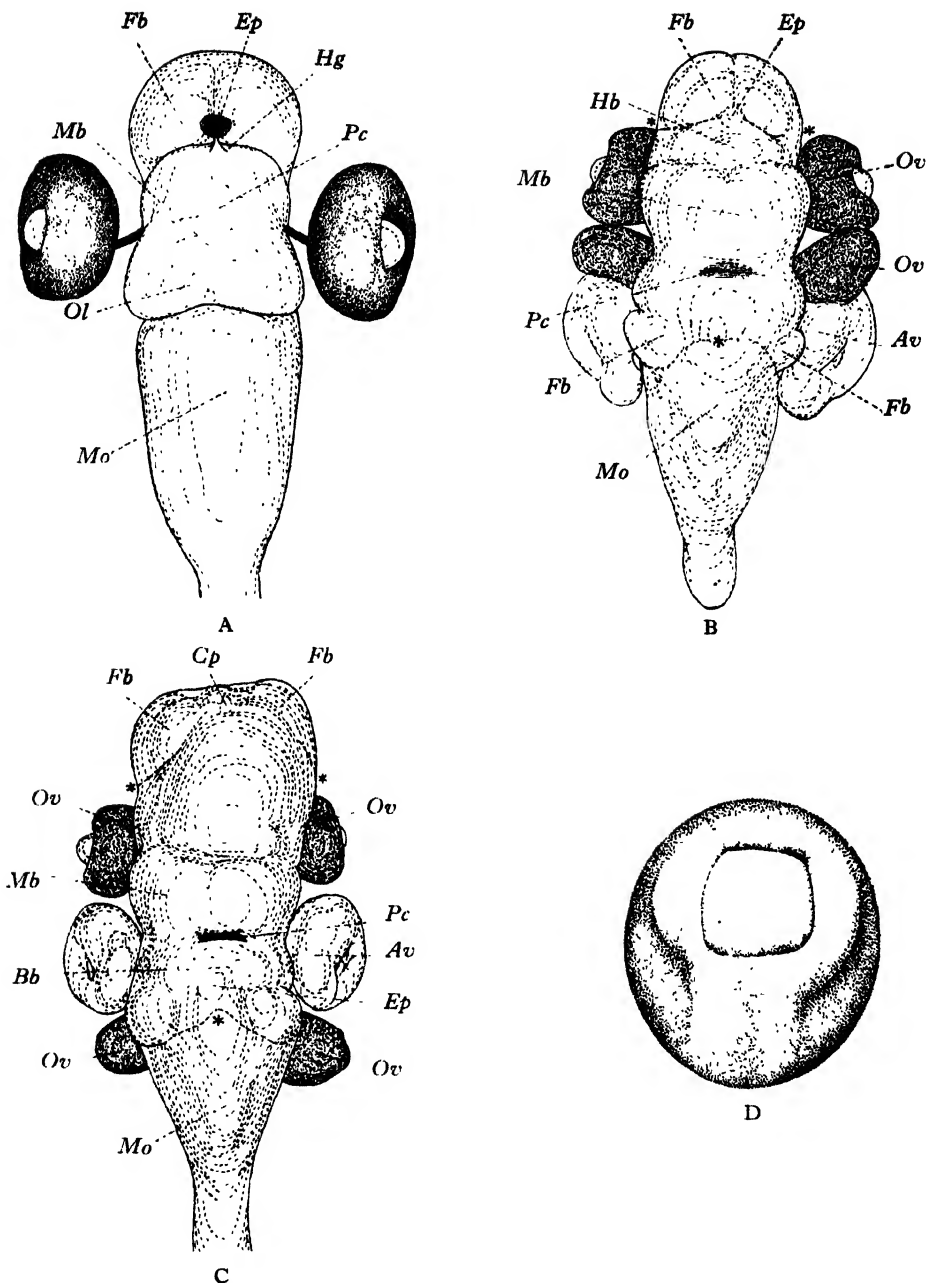 Fb Ep
Hg
Mb Pc
Ol
Mo
A
Fb Ep
Hb
* *
Ov
Mb
Ov
Pc
Av
*
Fb Fb
Mo
B
Cp
Fb Fb
* *
Ov Ov
Mb
Pc
Av
Bb
Ep
*
Ov Ov
Mo
C
D